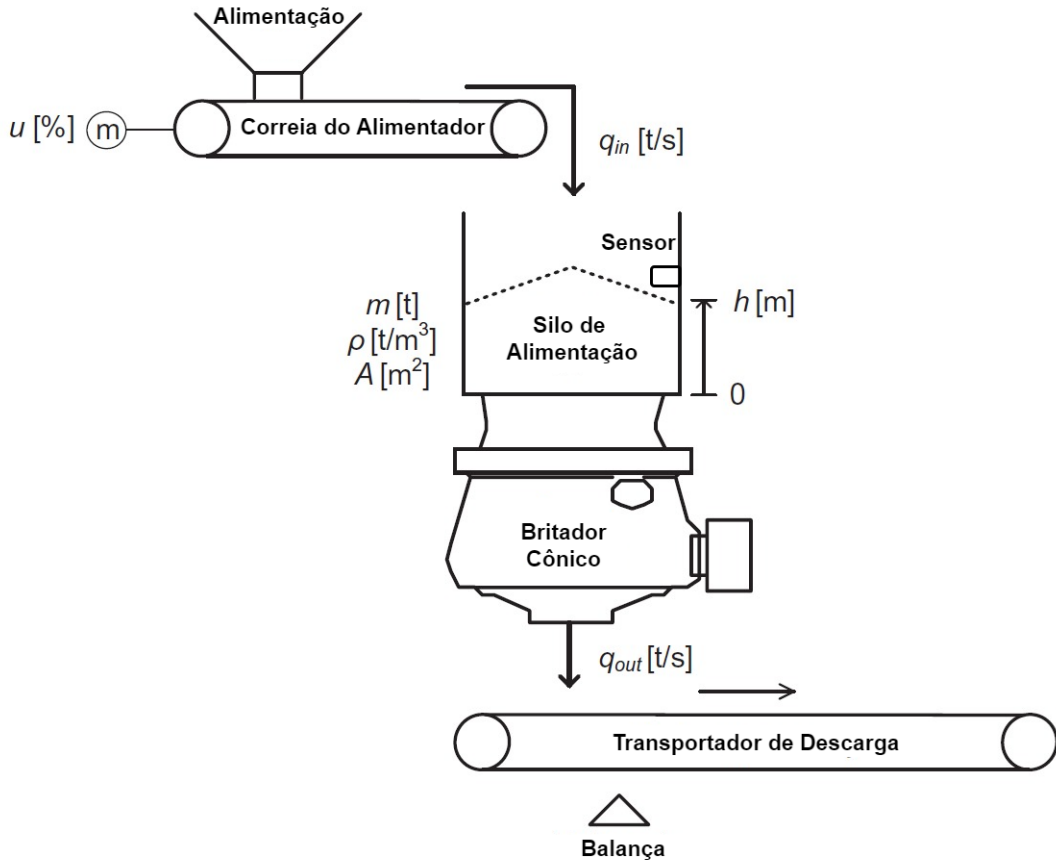 Alimentação
u [%]
m
Correia do Alimentador
q_in [t/s]
Sensor
m [t]
ρ [t/m³]
A [m²]
Silo de
Alimentação
h [m]
0
Britador
Cônico
q_out [t/s]
Transportador de Descarga
Balança